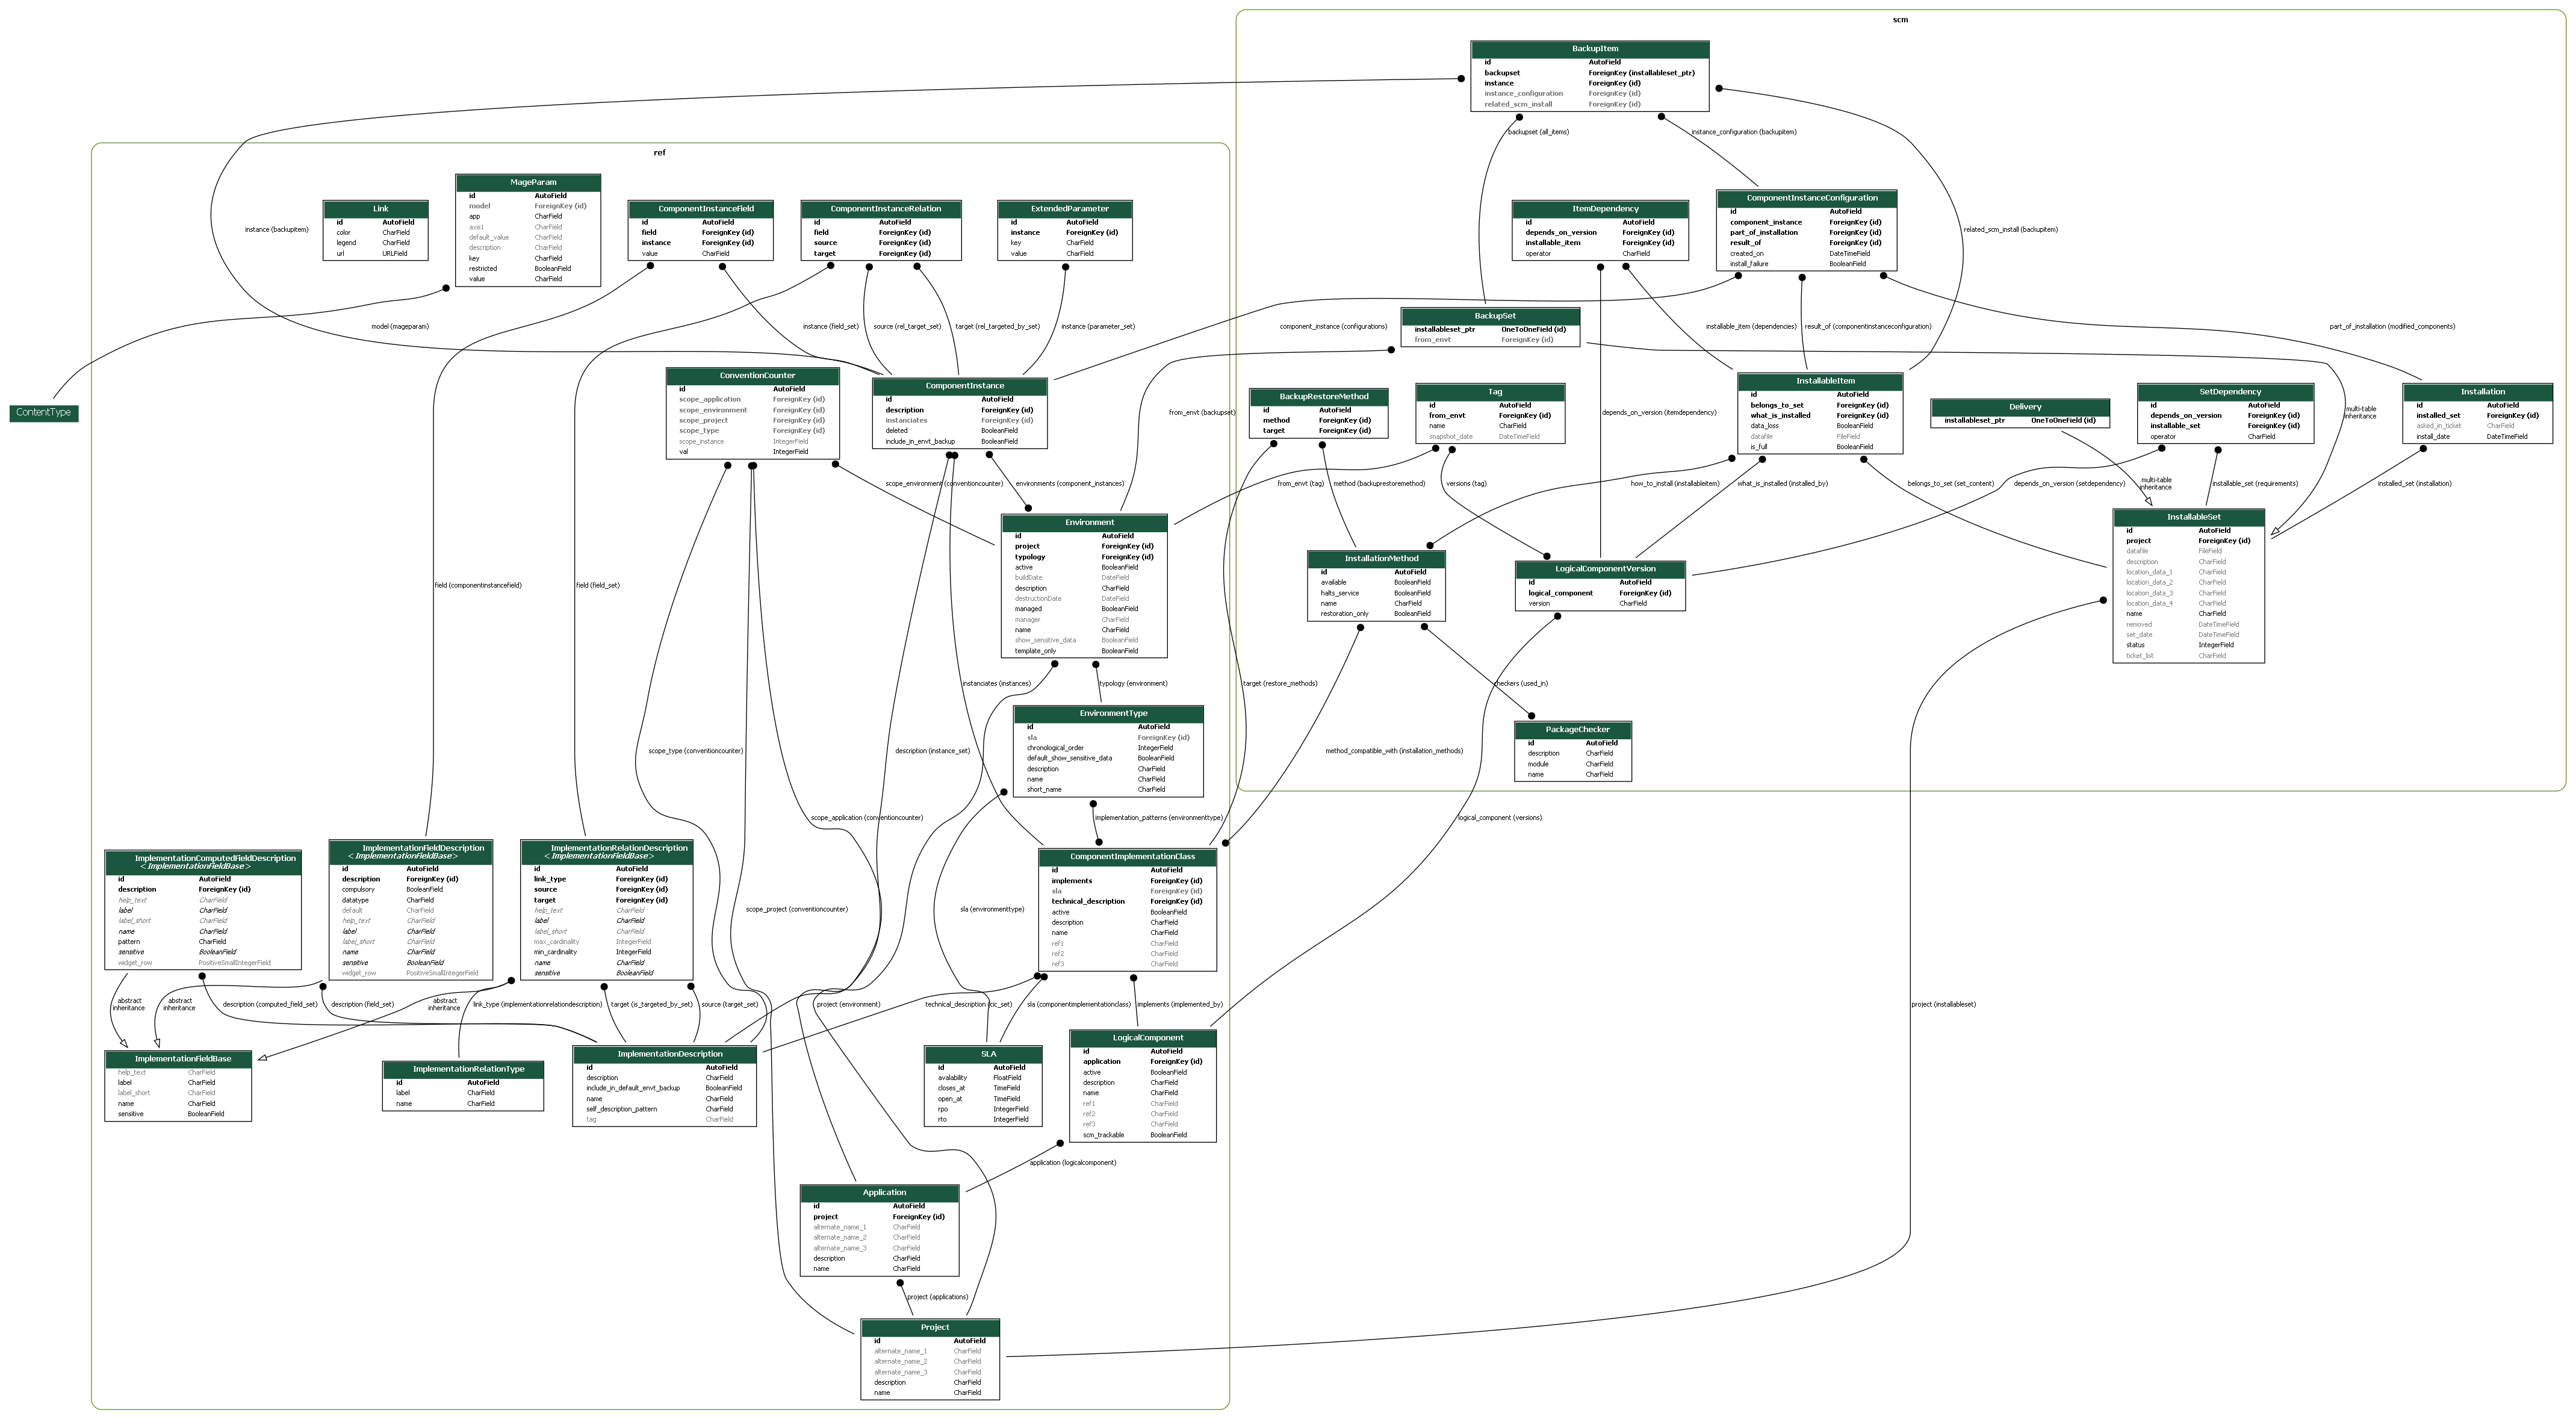 scm
BackupItem
id AutoField
backupset ForeignKey (installableset_ptr)
instance ForeignKey (id)
instance_configuration ForeignKey (id)
related_scm_install ForeignKey (id)
backupset (all_items)
instance_configuration (backupitem)
ref
MageParam
id AutoField
model ForeignKey (id)
app CharField
axis1 CharField
default_value CharField
description CharField
key CharField
restricted BooleanField
value CharField
Link
id AutoField
color CharField
legend CharField
url URLField
ComponentInstanceField
id AutoField
field ForeignKey (id)
instance ForeignKey (id)
value CharField
ComponentInstanceRelation
id AutoField
field ForeignKey (id)
source ForeignKey (id)
target ForeignKey (id)
ExtendedParameter
id AutoField
instance ForeignKey (id)
key CharField
value CharField
instance (backupitem)
ItemDependency
id AutoField
depends_on_version ForeignKey (id)
installable_item ForeignKey (id)
operator CharField
ComponentInstanceConfiguration
id AutoField
component_instance ForeignKey (id)
part_of_installation ForeignKey (id)
result_of ForeignKey (id)
created_on DateTimeField
install_failure BooleanField
related_scm_install (backupitem)
BackupSet
installableset_ptr OneToOneField (id)
from_envt ForeignKey (id)
model (mageparam)
instance (field_set)
source (rel_target_set)
target (rel_targeted_by_set)
instance (parameter_set)
component_instance (configurations)
installable_item (dependencies)
result_of (componentinstanceconfiguration)
part_of_installation (modified_components)
ContentType
ConventionCounter
id AutoField
scope_application ForeignKey (id)
scope_environment ForeignKey (id)
scope_project ForeignKey (id)
scope_type ForeignKey (id)
scope_instance IntegerField
val IntegerField
ComponentInstance
id AutoField
description ForeignKey (id)
instanciates ForeignKey (id)
deleted BooleanField
include_in_envt_backup BooleanField
from_envt (backupset)
BackupRestoreMethod
id AutoField
method ForeignKey (id)
target ForeignKey (id)
Tag
id AutoField
from_envt ForeignKey (id)
name CharField
snapshot_date DateTimeField
depends_on_version (itemdependency)
InstallableItem
id AutoField
belongs_to_set ForeignKey (id)
what_is_installed ForeignKey (id)
data_loss BooleanField
datafile FileField
is_full BooleanField
Delivery
installableset_ptr OneToOneField (id)
SetDependency
id AutoField
depends_on_version ForeignKey (id)
installable_set ForeignKey (id)
operator CharField
multi-table
inheritance
Installation
id AutoField
installed_set ForeignKey (id)
asked_in_ticket CharField
install_date DateTimeField
scope_environment (conventioncounter)
environments (component_instances)
from_envt (tag)
method (backuprestoremethod)
versions (tag)
how_to_install (installableitem)
what_is_installed (installed_by)
belongs_to_set (set_content)
depends_on_version (setdependency)
multi-table
inheritance
installable_set (requirements)
installed_set (installation)
Environment
id AutoField
project ForeignKey (id)
typology ForeignKey (id)
active BooleanField
buildDate DateField
description CharField
destructionDate DateField
managed BooleanField
manager CharField
name CharField
show_sensitive_data BooleanField
template_only BooleanField
InstallationMethod
id AutoField
available BooleanField
halts_service BooleanField
name CharField
restoration_only BooleanField
LogicalComponentVersion
id AutoField
logical_component ForeignKey (id)
version CharField
InstallableSet
id AutoField
project ForeignKey (id)
datafile FileField
description CharField
location_data_1 CharField
location_data_2 CharField
location_data_3 CharField
location_data_4 CharField
name CharField
removed DateTimeField
set_date DateTimeField
status IntegerField
ticket_list CharField
field (componentinstancefield)
field (field_set)
instanciates (instances)
typology (environment)
target (restore_methods)
checkers (used_in)
EnvironmentType
id AutoField
sla ForeignKey (id)
chronological_order IntegerField
default_show_sensitive_data BooleanField
description CharField
name CharField
short_name CharField
PackageChecker
id AutoField
description CharField
module CharField
name CharField
scope_type (conventioncounter)
description (instance_set)
method_compatible_with (installation_methods)
scope_application (conventioncounter)
implementation_patterns (environmenttype)
logical_component (versions)
ImplementationComputedFieldDescription
<ImplementationFieldBase>
id AutoField
description ForeignKey (id)
help_text CharField
label CharField
label_short CharField
name CharField
pattern CharField
sensitive BooleanField
widget_row PositiveSmallIntegerField
ImplementationFieldDescription
<ImplementationFieldBase>
id AutoField
description ForeignKey (id)
compulsory BooleanField
datatype CharField
default CharField
help_text CharField
label CharField
label_short CharField
name CharField
sensitive BooleanField
widget_row PositiveSmallIntegerField
ImplementationRelationDescription
<ImplementationFieldBase>
id AutoField
link_type ForeignKey (id)
source ForeignKey (id)
target ForeignKey (id)
help_text CharField
label CharField
label_short CharField
max_cardinality IntegerField
min_cardinality IntegerField
name CharField
sensitive BooleanField
scope_project (conventioncounter)
sla (environmenttype)
ComponentImplementationClass
id AutoField
implements ForeignKey (id)
sla ForeignKey (id)
technical_description ForeignKey (id)
active BooleanField
description CharField
name CharField
ref1 CharField
ref2 CharField
ref3 CharField
abstract
inheritance
abstract
inheritance
description (computed_field_set)
description (field_set)
abstract
inheritance
link_type (implementationrelationdescription)
target (is_targeted_by_set)
source (target_set)
project (environment)
technical_description (cic_set)
sla (componentimplementationclass)
implements (implemented_by)
project (installableset)
ImplementationFieldBase
help_text CharField
label CharField
label_short CharField
name CharField
sensitive BooleanField
ImplementationRelationType
id AutoField
label CharField
name CharField
ImplementationDescription
id AutoField
description CharField
include_in_default_envt_backup BooleanField
name CharField
self_description_pattern CharField
tag CharField
SLA
id AutoField
avalability FloatField
closes_at TimeField
open_at TimeField
rpo IntegerField
rto IntegerField
LogicalComponent
id AutoField
application ForeignKey (id)
active BooleanField
description CharField
name CharField
ref1 CharField
ref2 CharField
ref3 CharField
scm_trackable BooleanField
application (logicalcomponent)
Application
id AutoField
project ForeignKey (id)
alternate_name_1 CharField
alternate_name_2 CharField
alternate_name_3 CharField
description CharField
name CharField
project (applications)
Project
id AutoField
alternate_name_1 CharField
alternate_name_2 CharField
alternate_name_3 CharField
description CharField
name CharField